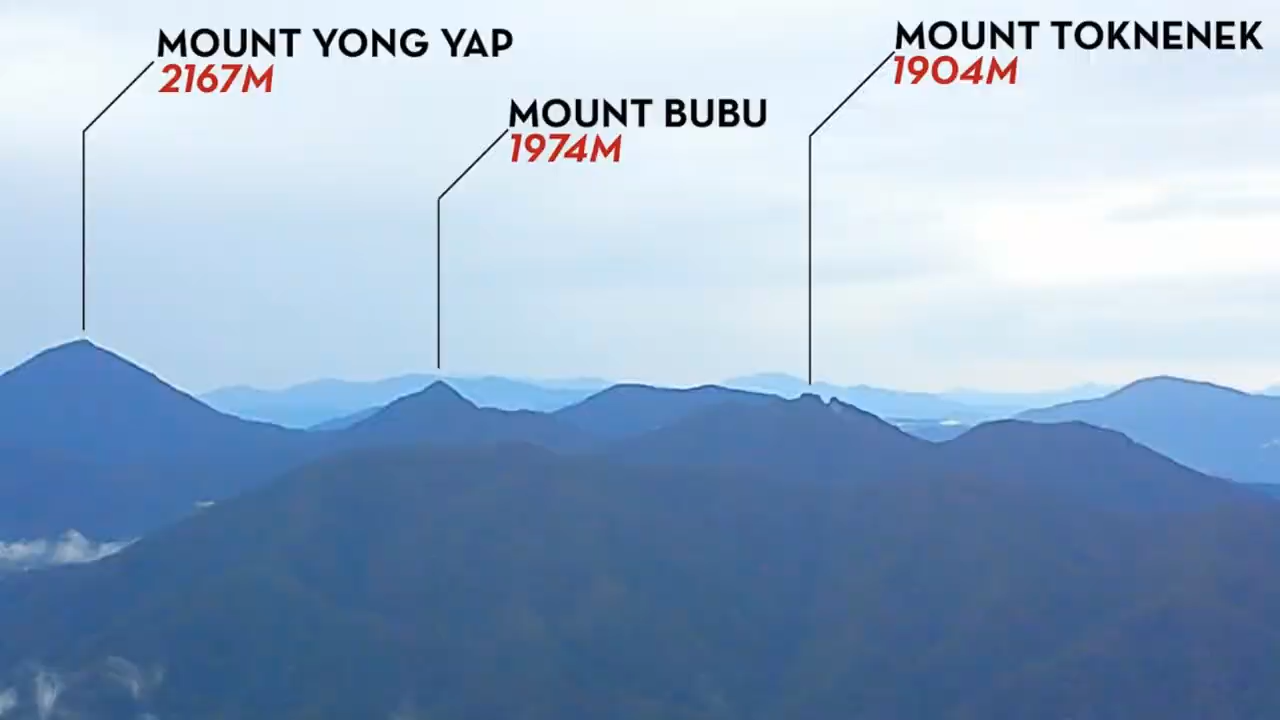 MOUNT YONG YAP
2167M
MOUNT BUBU
1974M
MOUNT TOKNENEK
1904M